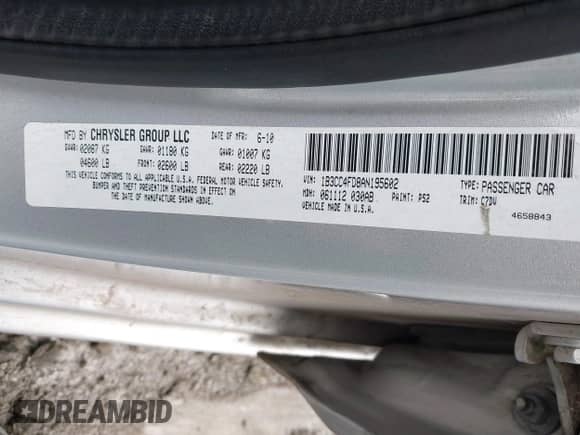 MFD BY CHRYSLER GROUP LLC DATE OF MFR: 6-10
GVWR: 02087 KG GAWR: 01180 KG GAWR: 01007 KG
04600 LB FRONT: 02600 LB REAR: 02220 LB
THIS VEHICLE CONFORMS TO ALL APPLICABLE U.S.A. FEDERAL MOTOR VEHICLE SAFETY,
BUMPER AND THEFT PREVENTION STANDARDS IN EFFECT ON THE DATE OF
MANUFACTURE SHOWN ABOVE.
VIN: 1B3CC4FD8AN195602 TYPE: PASSENGER CAR
MDH: 061112 030AB PAINT: PS2 TRIM: C7DV
VEHICLE MADE IN U.S.A. 4658843
DREAMBID